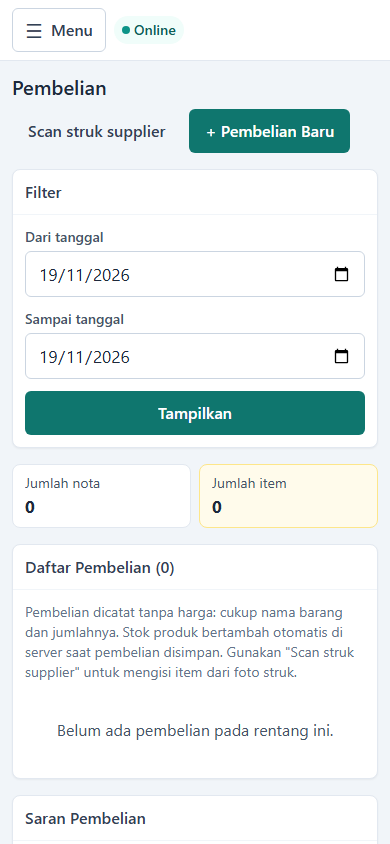 ☰ Menu
Online
Pembelian
Scan struk supplier
+ Pembelian Baru
Filter
Dari tanggal
19/11/2026
Sampai tanggal
19/11/2026
Tampilkan
Jumlah nota
0
Jumlah item
0
Daftar Pembelian (0)
Pembelian dicatat tanpa harga: cukup nama barang
dan jumlahnya. Stok produk bertambah otomatis di
server saat pembelian disimpan. Gunakan "Scan struk
supplier" untuk mengisi item dari foto struk.
Belum ada pembelian pada rentang ini.
Saran Pembelian